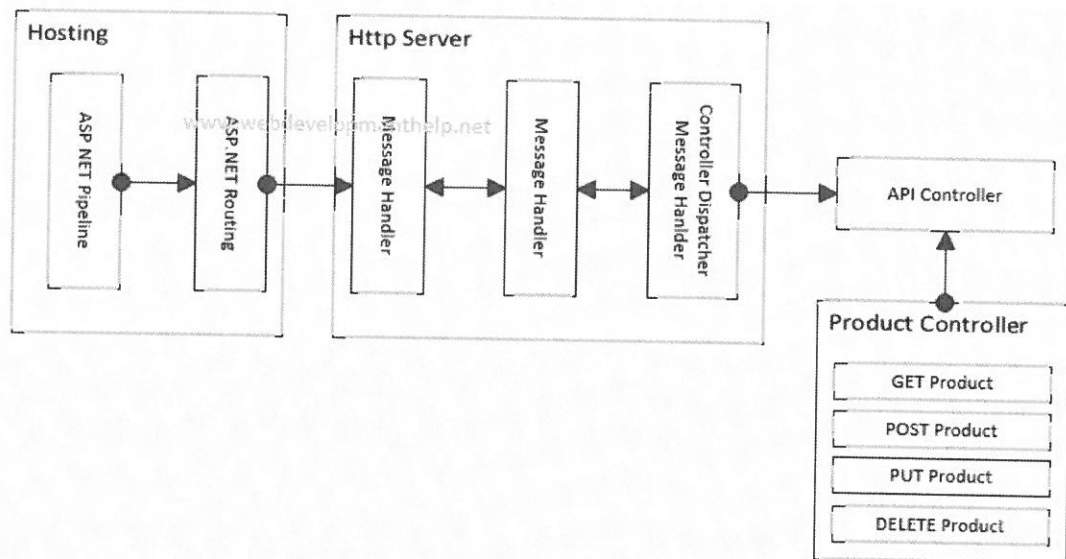 Hosting
ASP.NET Pipeline
ASP.NET Routing
www.webdevelopmenthelp.net
Http Server
Message Handler
Message Handler
Controller Dispatcher
Message Hanlder
API Controller
Product Controller
GET Product
POST Product
PUT Product
DELETE Product